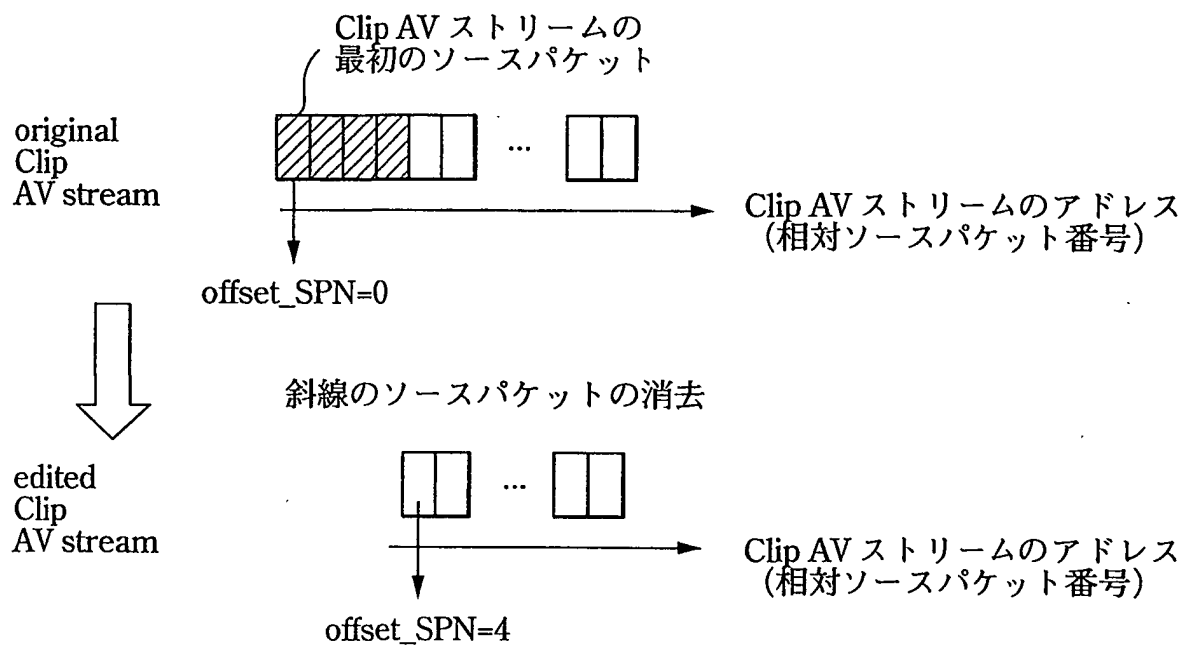 Clip AV ストリームの
最初のソースパケット
original
Clip
AV stream
...
Clip AV ストリームのアドレス
(相対ソースパケット番号)
offset_SPN=0
斜線のソースパケットの消去
edited
Clip
AV stream
...
Clip AV ストリームのアドレス
(相対ソースパケット番号)
offset_SPN=4